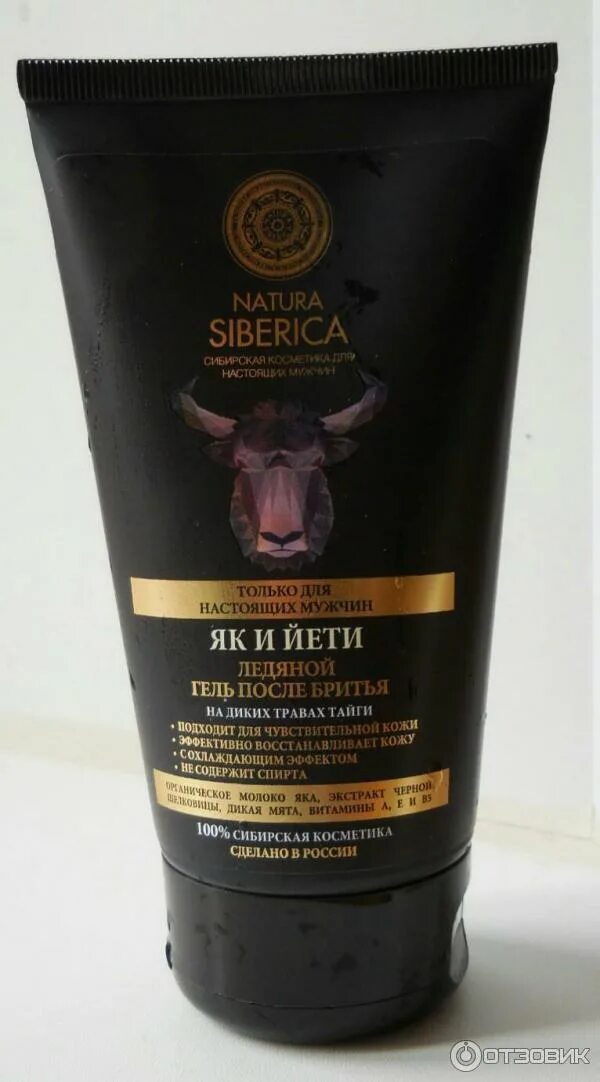 NATURA
SIBERICA
СИБИРСКАЯ КОСМЕТИКА ДЛЯ
НАСТОЯЩИХ МУЖЧИН
ТОЛЬКО ДЛЯ
НАСТОЯЩИХ МУЖЧИН
ЯК И ЙЕТИ
ЛЕДЯНОЙ
ГЕЛЬ ПОСЛЕ БРИТЬЯ
НА ДИКИХ ТРАВАХ ТАЙГИ
• ПОДХОДИТ ДЛЯ ЧУВСТВИТЕЛЬНОЙ КОЖИ
• ЭФФЕКТИВНО ВОССТАНАВЛИВАЕТ КОЖУ
• С ОХЛАЖДАЮЩИМ ЭФФЕКТОМ
• НЕ СОДЕРЖИТ СПИРТА
ОРГАНИЧЕСКОЕ МОЛОКО ЯКА, ЭКСТРАКТ ЧЕРНОЙ
ШЕЛКОВИЦЫ, ДИКАЯ МЯТА, ВИТАМИНЫ А, Е И В5
100% СИБИРСКАЯ КОСМЕТИКА
СДЕЛАНО В РОССИИ
ОТЗОВИК